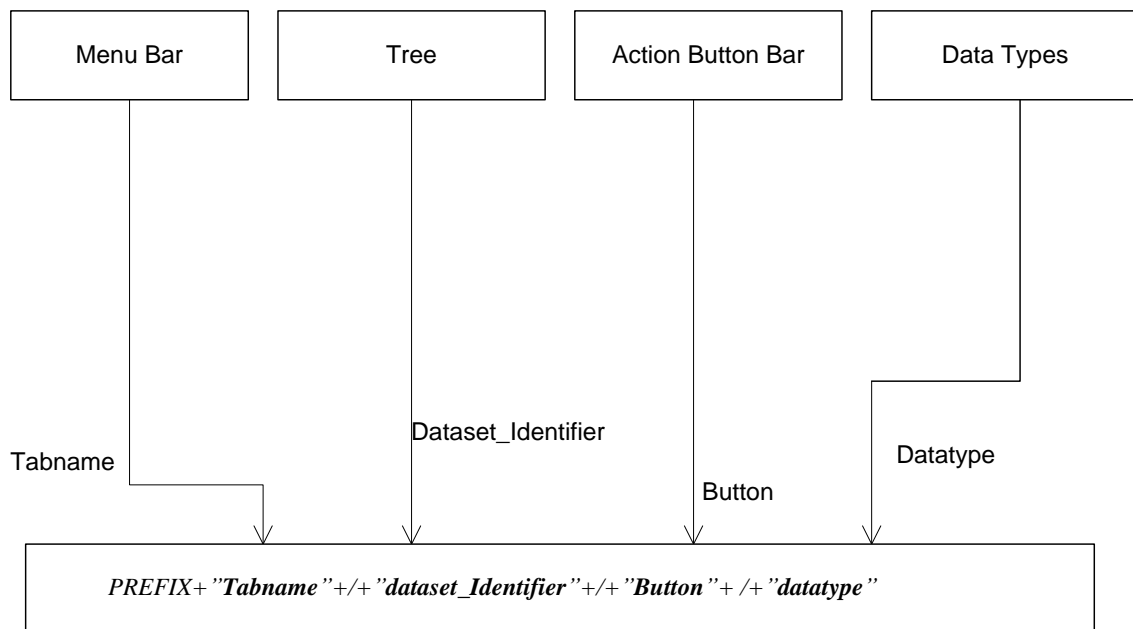 Menu Bar
Tree
Action Button Bar
Data Types
Dataset_Identifier
Tabname
Datatype
Button
PREFIX+”Tabname”+/+”dataset_Identifier”+/+”Button”+ /+”datatype”